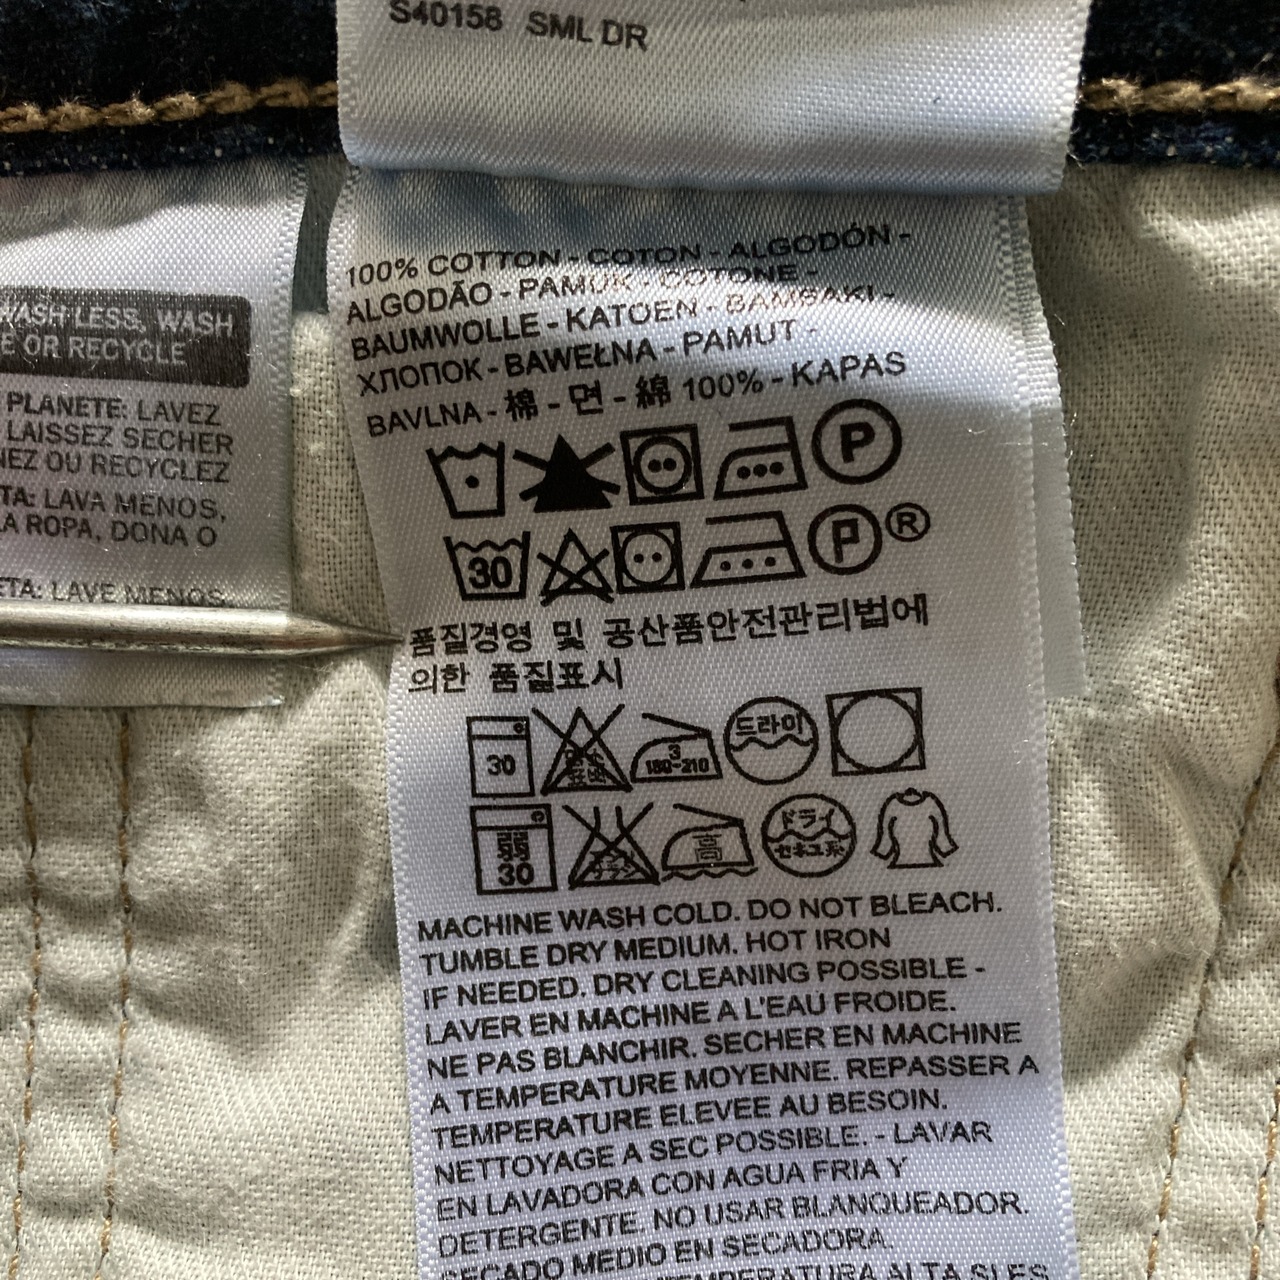 S40158 SML DR
WASH LESS, WASH
E OR RECYCLE
PLANETE: LAVEZ
LAISSEZ SECHER
NEZ OU RECYCLEZ
TA: LAVA MENOS,
LA ROPA, DONA O
ETA: LAVE MENOS,
100% COTTON - COTON - ALGODÓN -
ALGODÃO - PAMUK - COTONE -
BAUMWOLLE - KATOEN - BAMBAKI -
ХЛОПОК - BAWEŁNA - PAMUT -
BAVLNA - 棉 - 면 - 綿 100% - KAPAS
P
30 P ®
품질경영 및 공산품안전관리법에
의한 품질표시
30 3 180~210 드라이
30 高 ドライ
MACHINE WASH COLD. DO NOT BLEACH.
TUMBLE DRY MEDIUM. HOT IRON
IF NEEDED. DRY CLEANING POSSIBLE -
LAVER EN MACHINE A L'EAU FROIDE.
NE PAS BLANCHIR. SECHER EN MACHINE
A TEMPERATURE MOYENNE. REPASSER A
TEMPERATURE ELEVEE AU BESOIN.
NETTOYAGE A SEC POSSIBLE. - LAVAR
EN LAVADORA CON AGUA FRIA Y
DETERGENTE. NO USAR BLANQUEADOR.
SECADO MEDIO EN SECADORA.
TEMPERATURA ALTA SI ES